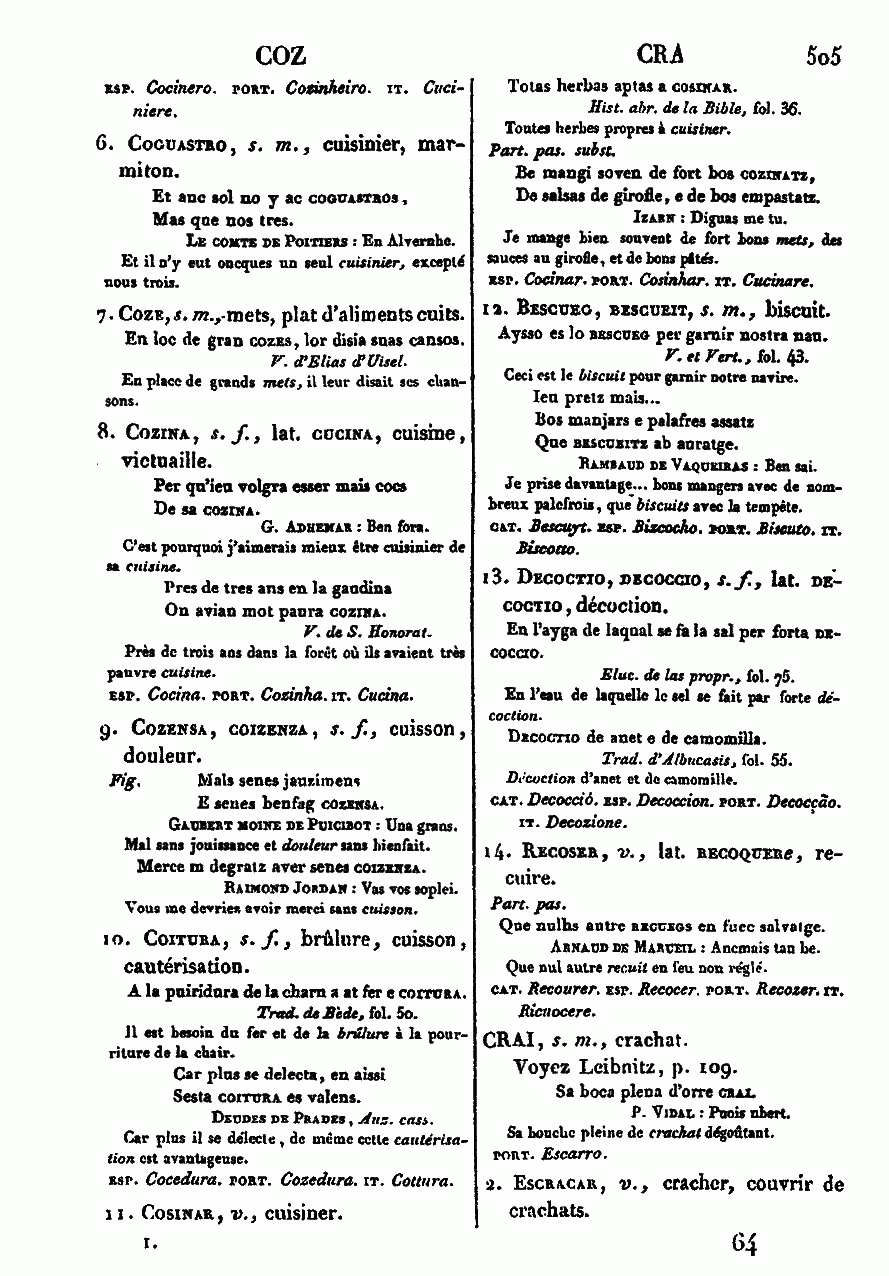 COZ
CRA 505
ESP. Cocinero. PORT. Cozinheiro. IT. Cuci-
niere.
6. COGUASTRO, s. m., cuisinier, mar-
miton.
Et anc sol no y ac COGUASTROS,
Mas que nos tres.
LE COMTE DE POITIERS : En Alvernhe.
Et il n'y eut oncques un seul cuisinier, excepté
nous trois.
7. COZE, s. m., mets, plat d'aliments cuits.
En loc de gran COZES, lor disia suas cansos.
V. d'Elias d'Uisel.
En place de grands mets, il leur disait ses chan-
sons.
8. COZINA, s. f., lat. CUCINA, cuisine,
victuaille.
Per qu'ieu volgra esser mais cocs
De sa COZINA.
G. ADHEMAR : Ben fora.
C'est pourquoi j'aimerais mieux être cuisinier de
sa cuisine.
Pres de tres ans en la gaudina
On avian mot paura COZINA.
V. de S. Honorat.
Près de trois ans dans la forêt où ils avaient très
pauvre cuisine.
ESP. Cocina. PORT. Cozinha. IT. Cucina.
9. COZENSA, COIZENZA, s. f., cuisson,
douleur.
Fig. Mals senes jauzimens
E senes benfag COZENSA.
GAUBERT MOINE DE PUICIBOT : Una grans.
Mal sans jouissance et douleur sans bienfait.
Merce m degratz aver senes COIZENZA.
RAIMOND JORDAN : Vas vos soplei.
Vous me devriez avoir merci sans cuisson.
10. COITURA, s. f., brûlure, cuisson,
cautérisation.
A la puiridura de la charn a at fer e COITURA.
Trad. de Bède, fol. 50.
Il est besoin du fer et de la brûlure à la pour-
riture de la chair.
Car plus se delecta, en aissi
Sesta COITURA es valens.
DEUDES DE PRADES, Auz. cass.
Car plus il se délecte, de même cette cautérisa-
tion est avantageuse.
ESP. Cocedura. PORT. Cozedura. IT. Cottura.
11. COSINAR, v., cuisiner.
I.
Totas herbas aptas a COSINAR.
Hist. abr. de la Bible, fol. 36.
Toutes herbes propres à cuisiner.
Part. pas. subst.
Be mangi soven de fort bos COZINATZ,
De salsas de girofle, e de bos empastatz.
IZARN : Diguas me tu.
Je mange bien souvent de fort bons mets, des
sauces au girofle, et de bons pâtés.
ESP. Cocinar. PORT. Cosinhar. IT. Cucinare.
12. BESCUEG, BESCUEIT, s. m., biscuit.
Aysso es lo BESCUEG per garnir nostra nau.
V. et Vert., fol. 43.
Ceci est le biscuit pour garnir notre navire.
Ieu pretz mais...
Bos manjars e palafres assatz
Que BESCUEITZ ab auratge.
RAMBAUD DE VAQUEIRAS : Ben sai.
Je prise davantage... bons mangers avec de nom-
breux palefrois, que biscuits avec la tempête.
CAT. Bescuyt. ESP. Bizcocho. PORT. Biscuto. IT.
Biscotto.
13. DECOCTIO, DECOCCIO, s. f., lat. DE-
COCTIO, décoction.
En l'ayga de laqual se fa la sal per forta DE-
COCCIO.
Eluc. de las propr., fol. 75.
En l'eau de laquelle le sel se fait par forte dé-
coction.
DECOCTIO de anet e de camomilla.
Trad. d'Albucasis, fol. 55.
Décoction d'anet et de camomille.
CAT. Decocció. ESP. Decoccion. PORT. Decocção.
IT. Decozione.
14. RECOSER, v., lat. RECOQUERE, re-
cuire.
Part. pas.
Que nulhs autre RECUEGS en fuec salvatge.
ARNAUD DE MARUEIL : Ancmais tan be.
Que nul autre recuit en feu non réglé.
CAT. Recourer. ESP. Recocer. PORT. Recozer. IT.
Ricuocere.
CRAI, s. m., crachat.
Voyez Leibnitz, p. 109.
Sa boca plena d'orre CRAI.
P. VIDAL : Puois ubert.
Sa bouche pleine de crachat dégoûtant.
PORT. Escarro.
2. ESCRACAR, v., cracher, couvrir de
crachats.
64